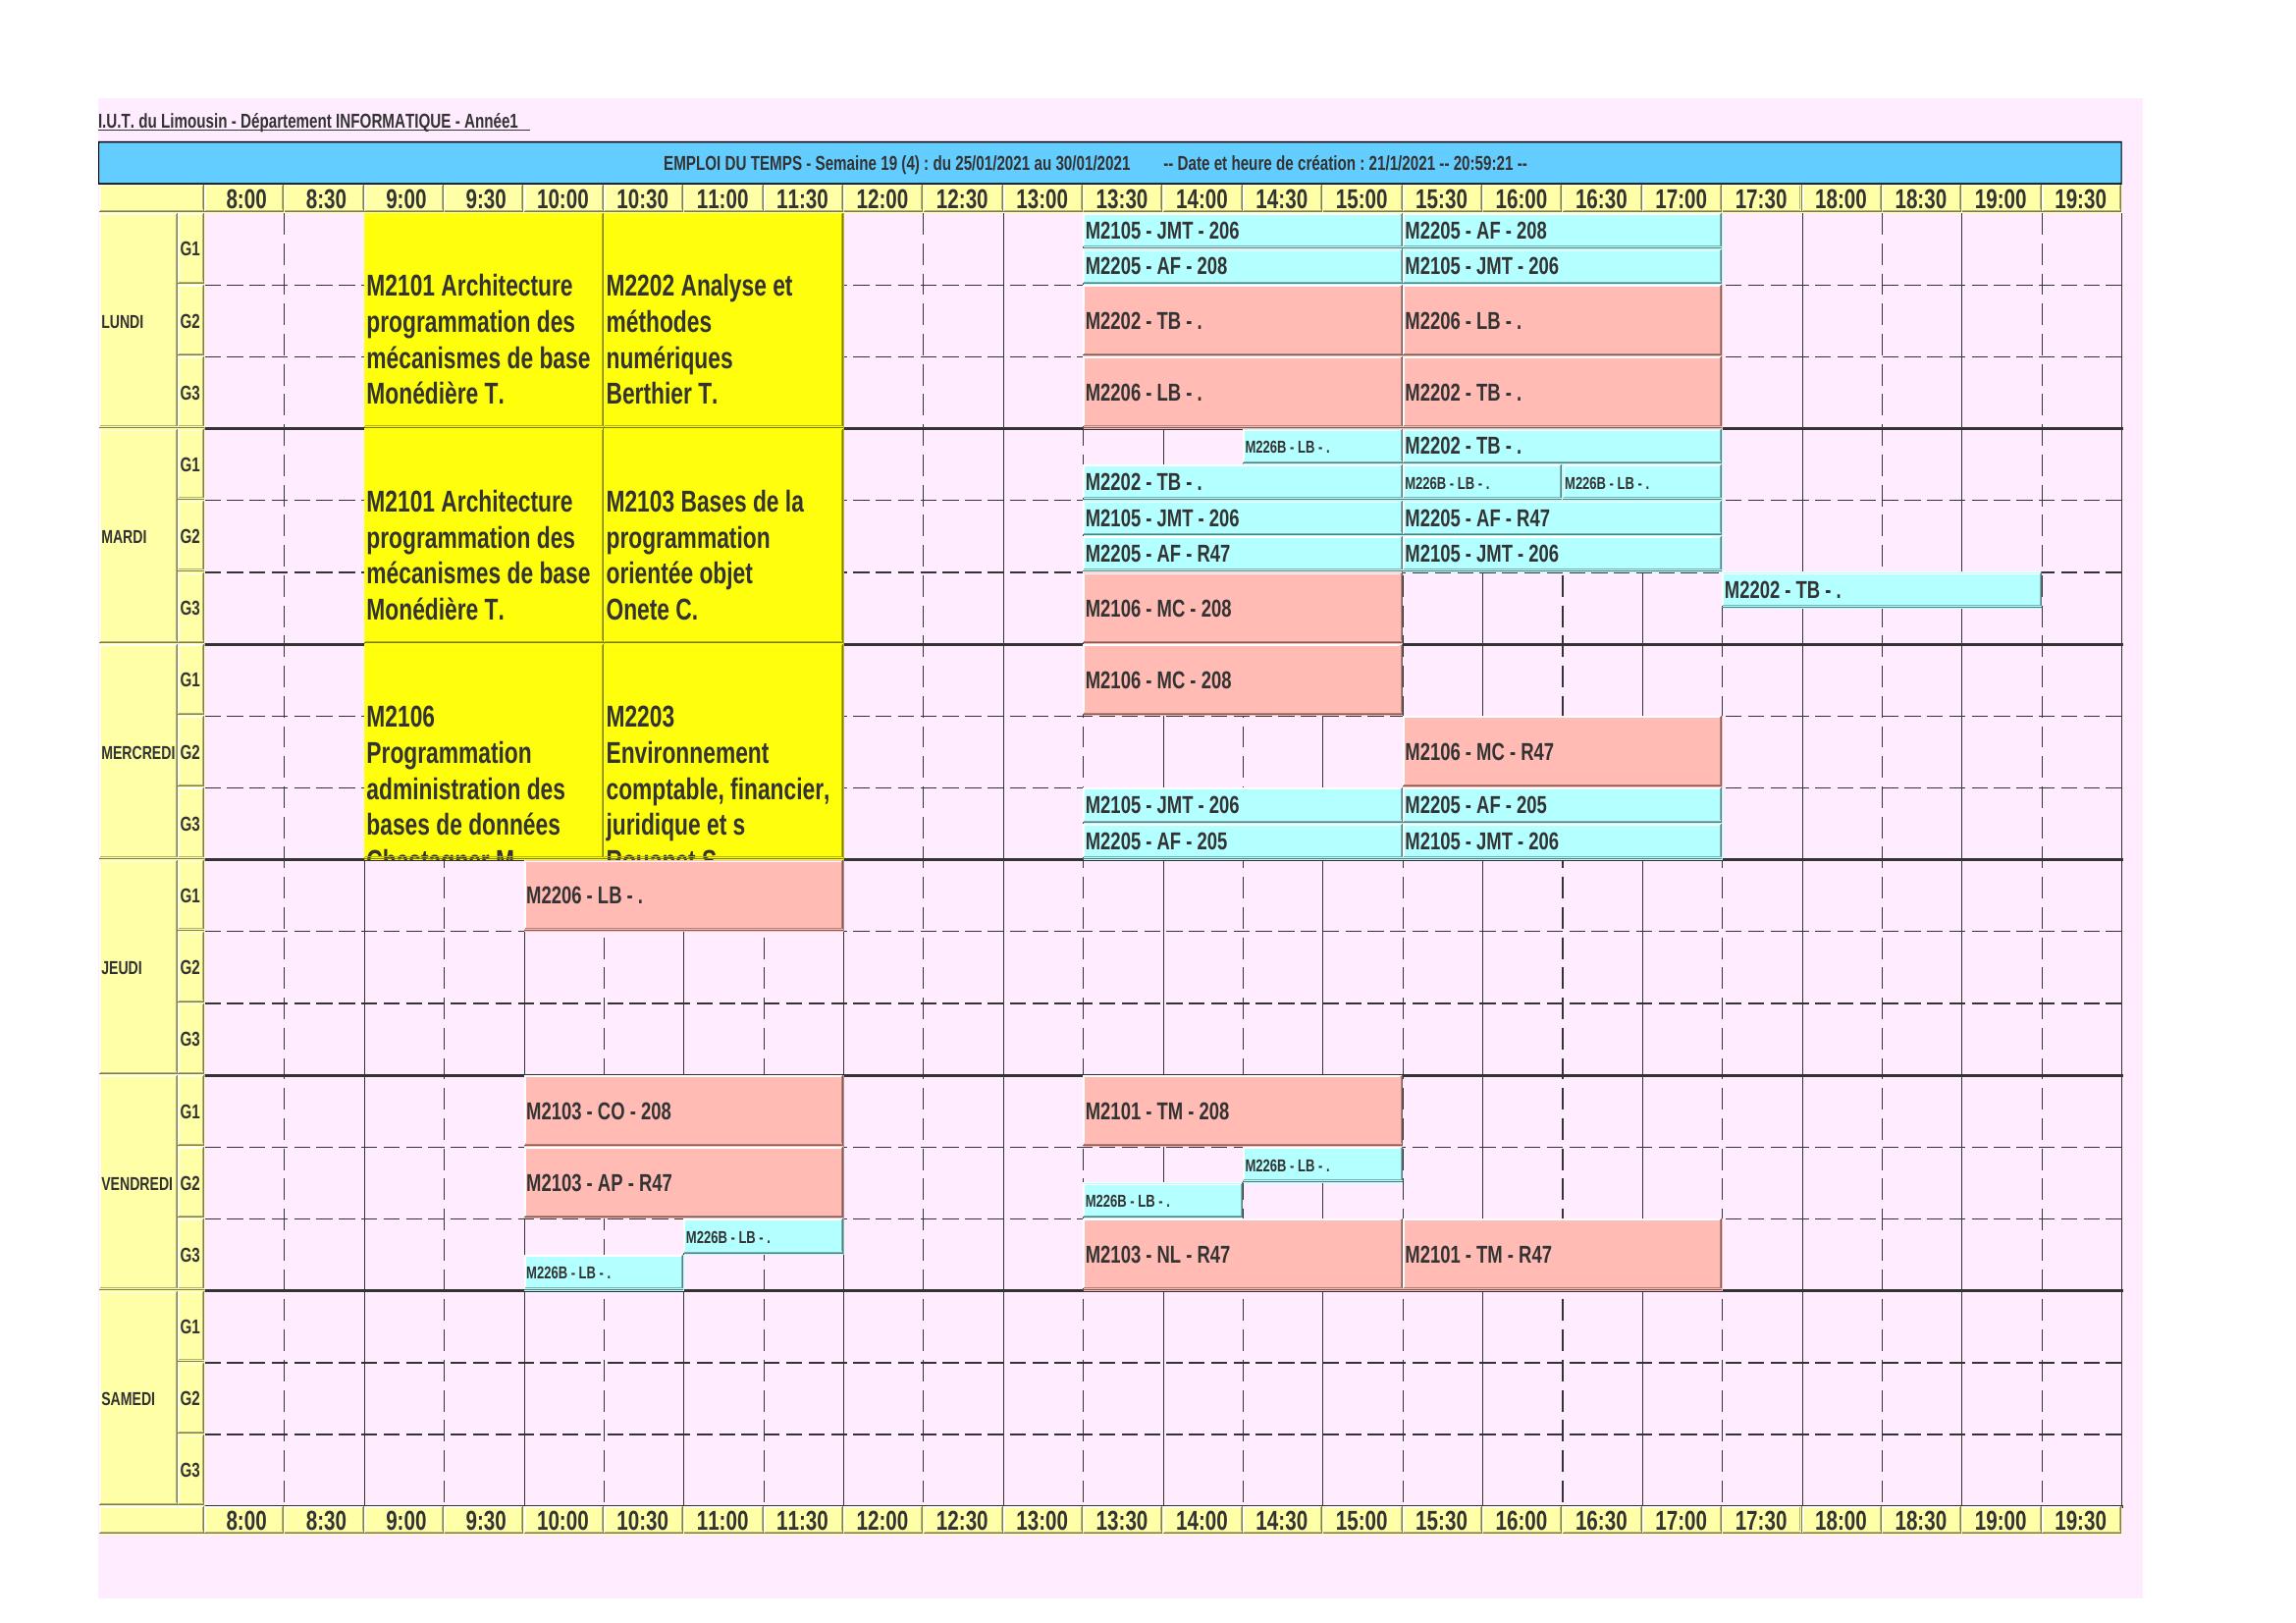 I.U.T. du Limousin - Département INFORMATIQUE - Année1
EMPLOI DU TEMPS - Semaine 19 (4) : du 25/01/2021 au 30/01/2021 -- Date et heure de création : 21/1/2021 -- 20:59:21 --
8:00 8:30 9:00 9:30 10:00 10:30 11:00 11:30 12:00 12:30 13:00 13:30 14:00 14:30 15:00 15:30 16:00 16:30 17:00 17:30 18:00 18:30 19:00 19:30
LUNDI
G1
G2
G3
M2101 Architecture
programmation des
mécanismes de base
Monédière T.
M2202 Analyse et
méthodes
numériques
Berthier T.
M2105 - JMT - 206
M2205 - AF - 208
M2205 - AF - 208
M2105 - JMT - 206
M2202 - TB - .
M2206 - LB - .
M2206 - LB - .
M2202 - TB - .
MARDI
G1
G2
G3
M2101 Architecture
programmation des
mécanismes de base
Monédière T.
M2103 Bases de la
programmation
orientée objet
Onete C.
M226B - LB - .
M2202 - TB - .
M2202 - TB - .
M226B - LB - .
M226B - LB - .
M2105 - JMT - 206
M2205 - AF - R47
M2205 - AF - R47
M2105 - JMT - 206
M2106 - MC - 208
M2202 - TB - .
MERCREDI
G1
G2
G3
M2106
Programmation
administration des
bases de données
M2203
Environnement
comptable, financier,
juridique et s
M2106 - MC - 208
M2106 - MC - R47
M2105 - JMT - 206
M2205 - AF - 205
M2205 - AF - 205
M2105 - JMT - 206
JEUDI
G1
G2
G3
M2206 - LB - .
VENDREDI
G1
G2
G3
M2103 - CO - 208
M2101 - TM - 208
M2103 - AP - R47
M226B - LB - .
M226B - LB - .
M226B - LB - .
M226B - LB - .
M2103 - NL - R47
M2101 - TM - R47
SAMEDI
G1
G2
G3
8:00 8:30 9:00 9:30 10:00 10:30 11:00 11:30 12:00 12:30 13:00 13:30 14:00 14:30 15:00 15:30 16:00 16:30 17:00 17:30 18:00 18:30 19:00 19:30